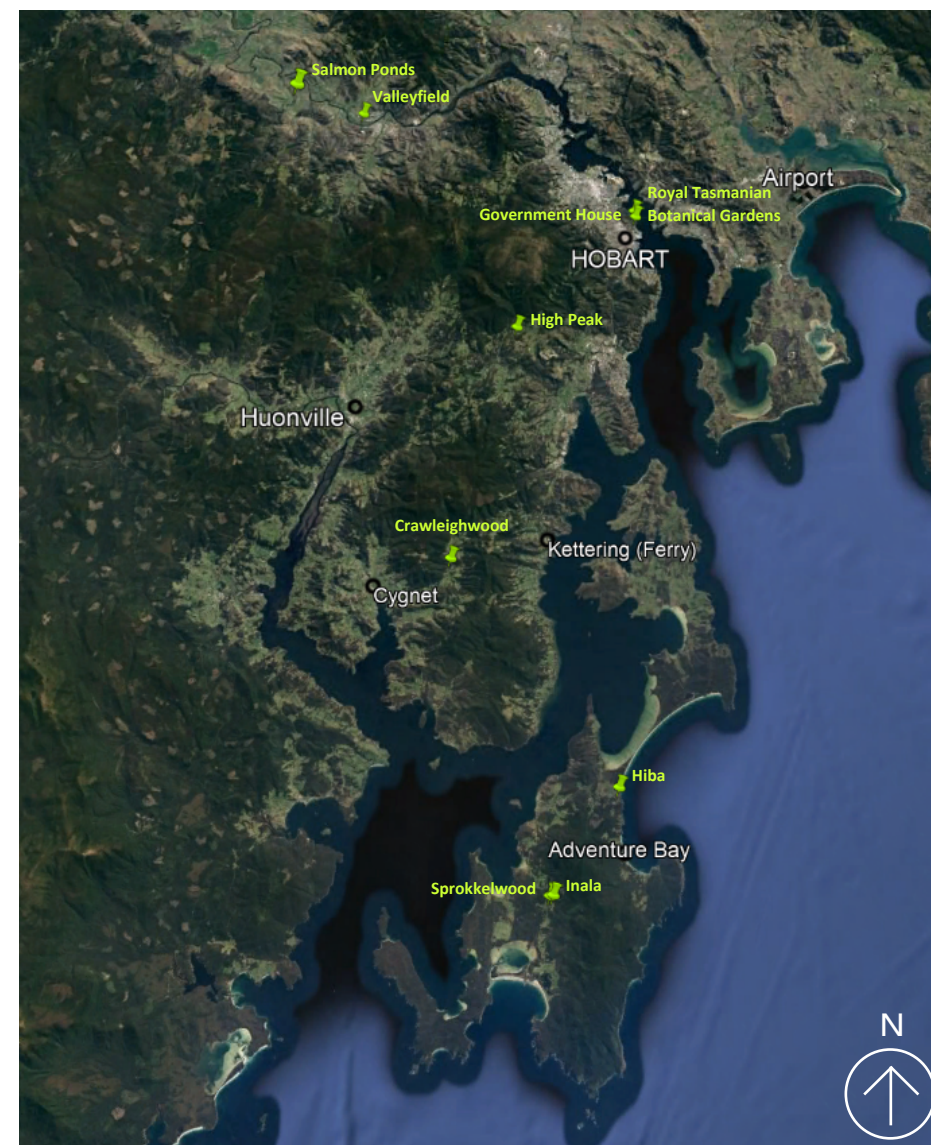 Salmon Ponds
Valleyfield
Airport
Royal Tasmanian
Government House
Botanical Gardens
HOBART
High Peak
Huonville
Crawleighwood
Kettering (Ferry)
Cygnet
Hiba
Adventure Bay
Sprokkelwood
Inala
N